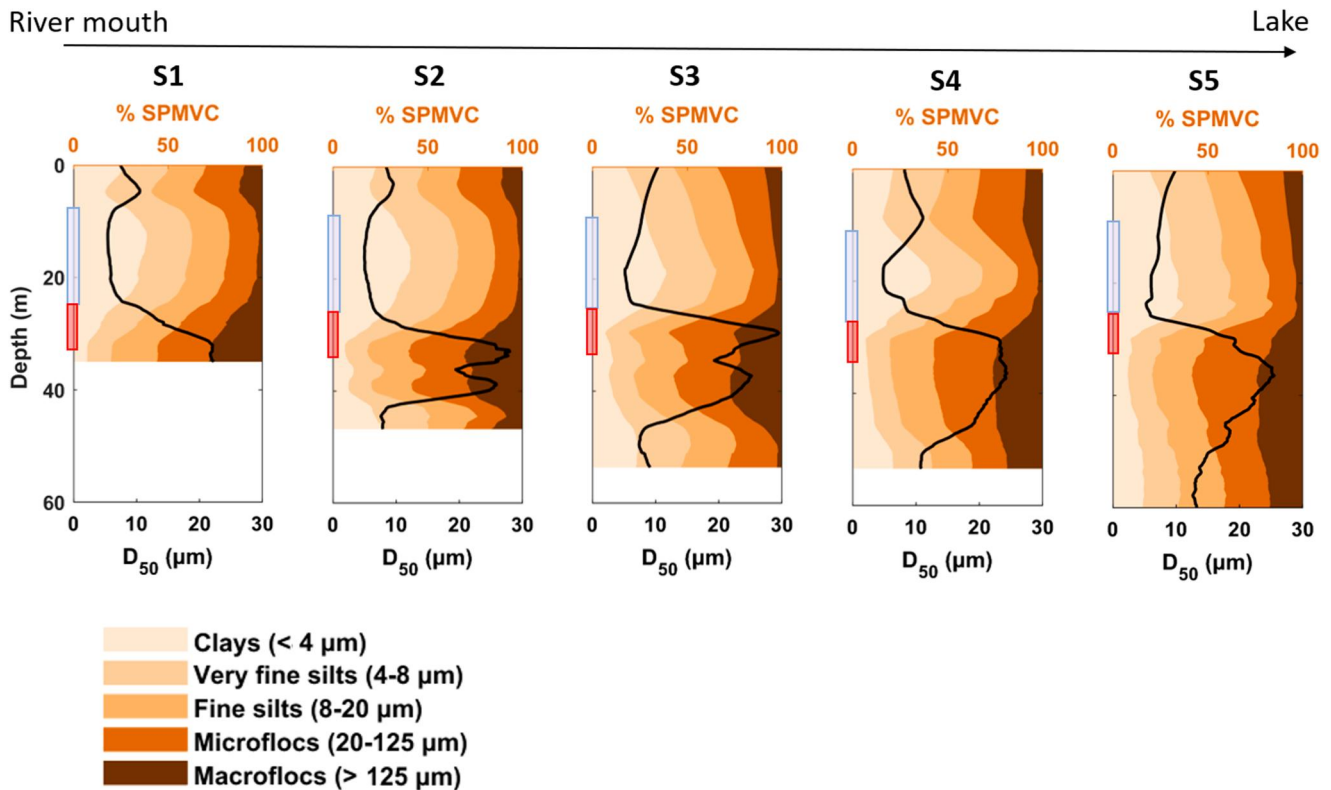 River mouth
Lake
S1
S2
S3
S4
S5
% SPMVC
% SPMVC
% SPMVC
% SPMVC
% SPMVC
0 50 100
0 50 100
0 50 100
0 50 100
0 50 100
Depth (m)
0
20
40
60
0 10 20 30
0 10 20 30
0 10 20 30
0 10 20 30
0 10 20 30
D50 (µm)
D50 (µm)
D50 (µm)
D50 (µm)
D50 (µm)
Clays (< 4 µm)
Very fine silts (4-8 µm)
Fine silts (8-20 µm)
Microflocs (20-125 µm)
Macroflocs (> 125 µm)